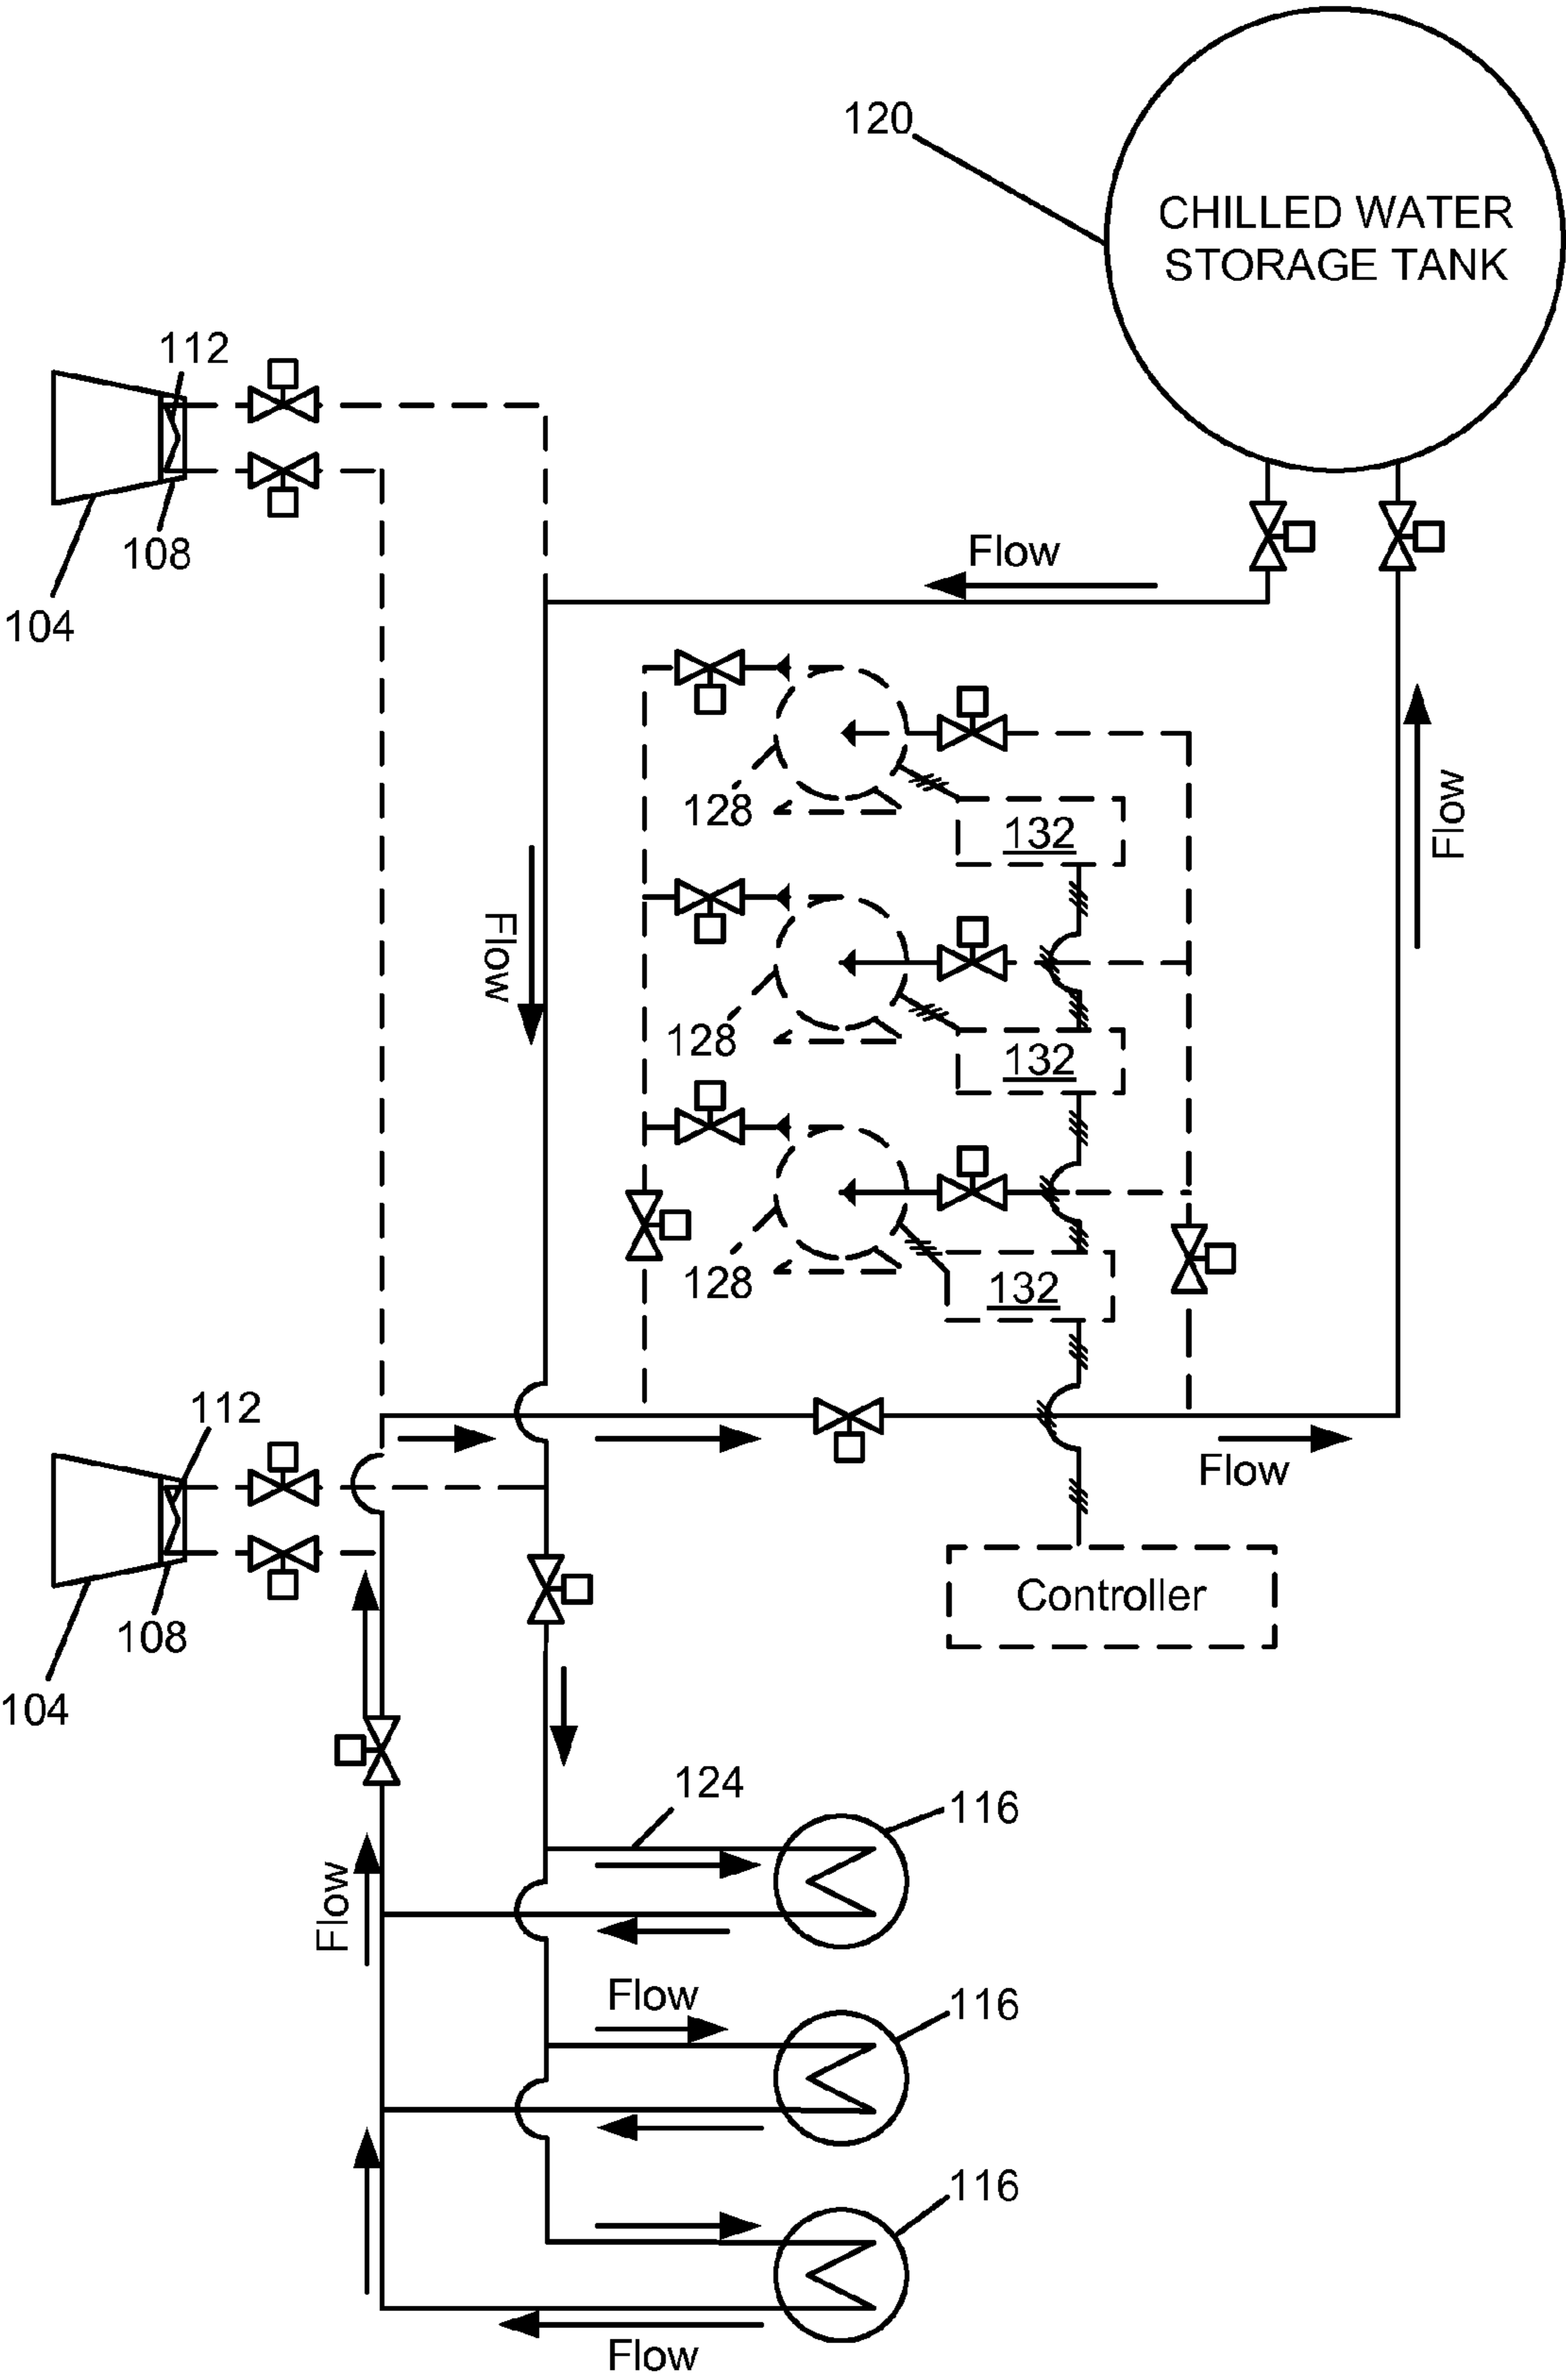 120
CHILLED WATER
STORAGE TANK
112
108
104
Flow
128
132
Flow
Flow
128
132
128
132
112
Flow
Controller
108
104
124
116
Flow
Flow
116
116
Flow